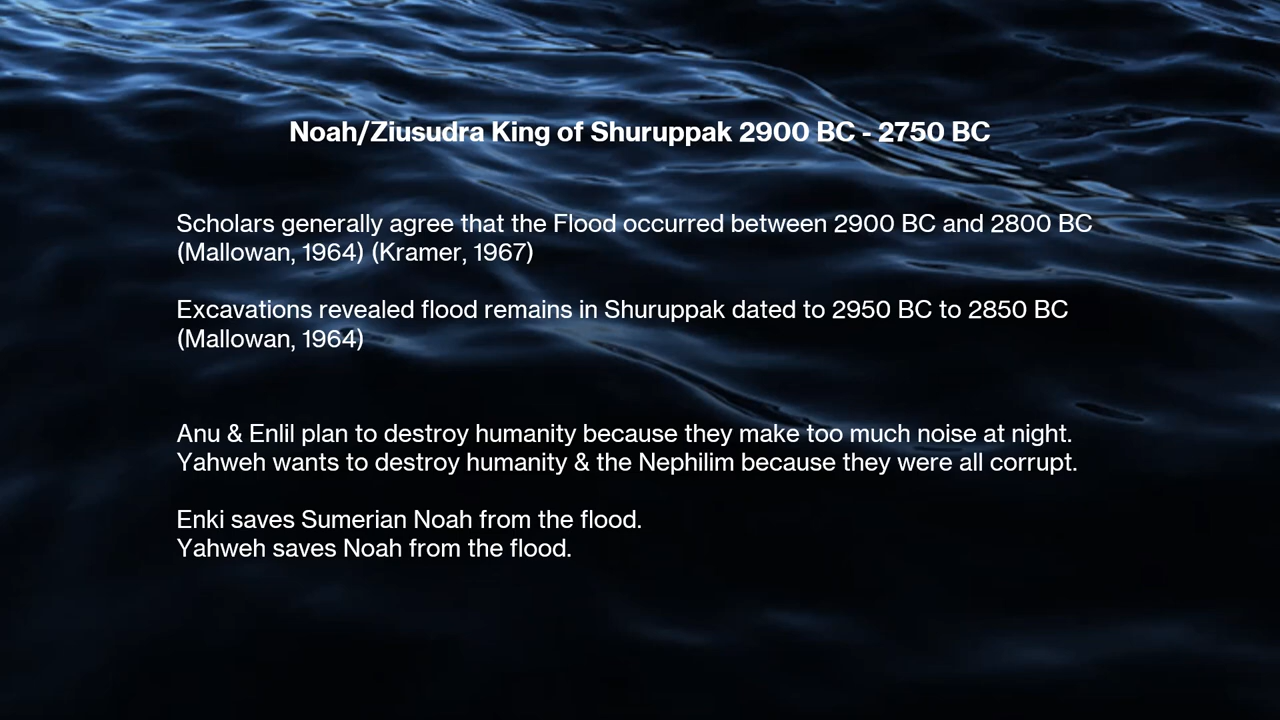 Noah/Ziusudra King of Shuruppak 2900 BC - 2750 BC
Scholars generally agree that the Flood occurred between 2900 BC and 2800 BC
(Mallowan, 1964) (Kramer, 1967)
Excavations revealed flood remains in Shuruppak dated to 2950 BC to 2850 BC
(Mallowan, 1964)
Anu & Enlil plan to destroy humanity because they make too much noise at night.
Yahweh wants to destroy humanity & the Nephilim because they were all corrupt.
Enki saves Sumerian Noah from the flood.
Yahweh saves Noah from the flood.